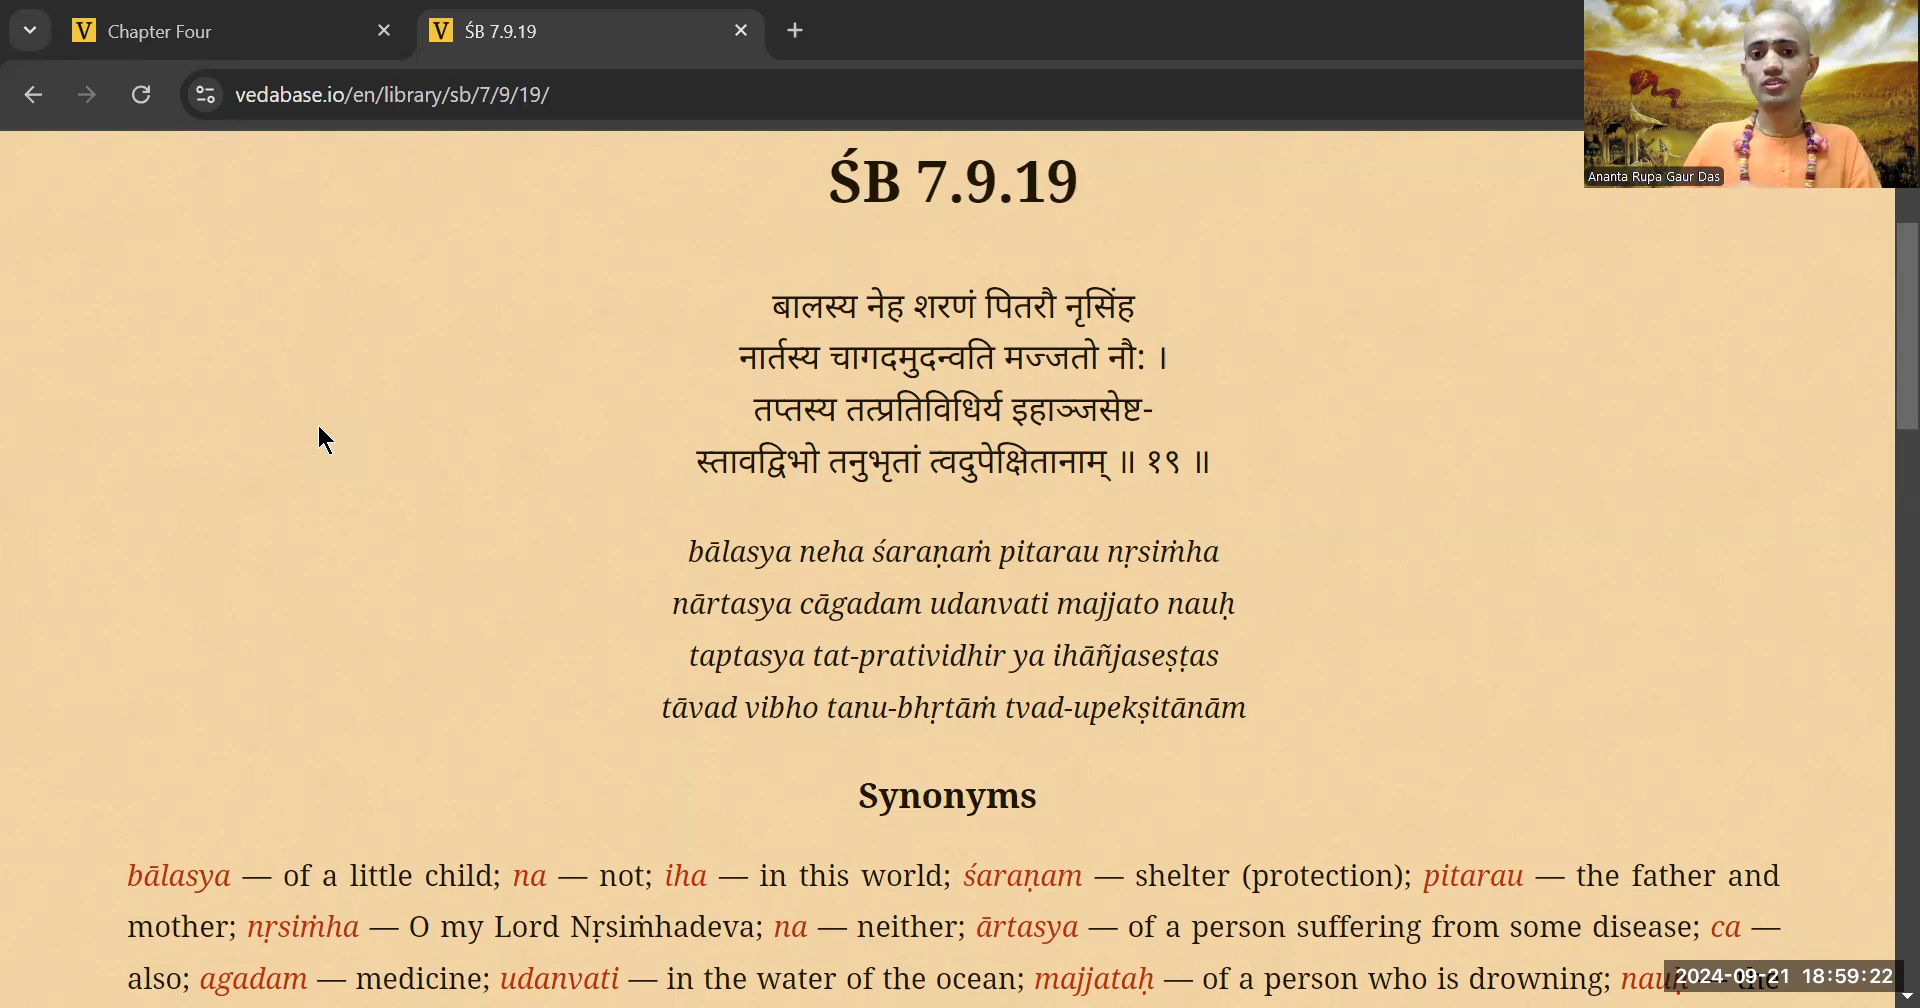 V Chapter Four
V ŚB 7.9.19
vedabase.io/en/library/sb/7/9/19/
Ananta Rupa Gaur Das
ŚB 7.9.19
बालस्य नेह शरणं पितरौ नृसिंह
नार्तस्य चागदमुदन्वति मज्जतो नौ: ।
तप्तस्य तत्प्रतिविधिर्य इहाञ्जसेष्ट-
स्तावद्विभो तनुभृतां त्वदुपेक्षितानाम् ॥ १९ ॥
bālasya neha śaraṇaṁ pitarau nṛsiṁha
nārtasya cāgadam udanvati majjato nauḥ
taptasya tat-pratividhir ya ihāñjaseṣṭas
tāvad vibho tanu-bhṛtāṁ tvad-upekṣitānām
Synonyms
bālasya — of a little child; na — not; iha — in this world; śaraṇam — shelter (protection); pitarau — the father and
mother; nṛsiṁha — O my Lord Nṛsiṁhadeva; na — neither; ārtasya — of a person suffering from some disease; ca —
also; agadam — medicine; udanvati — in the water of the ocean; majjataḥ — of a person who is drowning;
2024-09-21 18:59:22